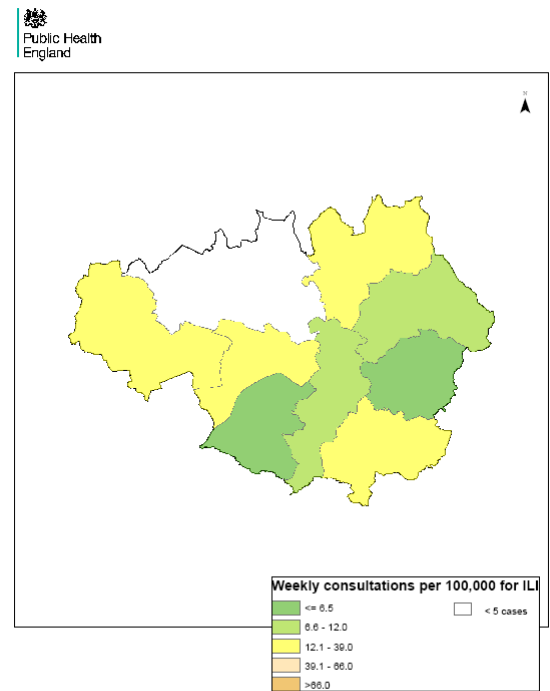 Public Health
England
N
Weekly consultations per 100,000 for ILI
<= 6.5
< 5 cases
6.6 - 12.0
12.1 - 39.0
39.1 - 66.0
>66.0